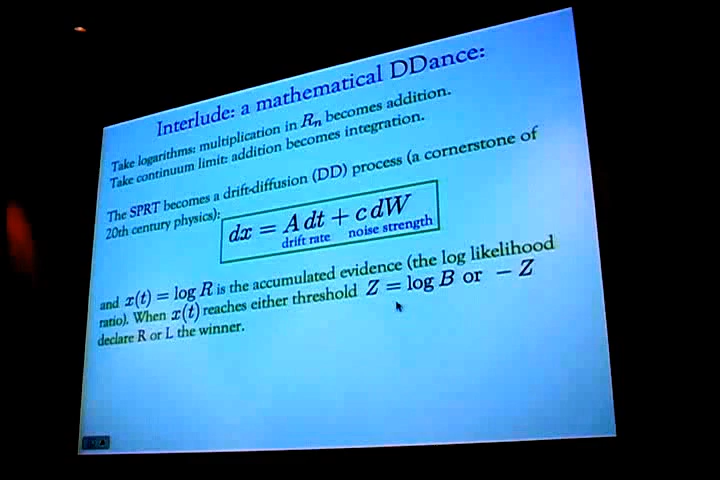 Interlude: a mathematical DDance:
Take logarithms: multiplication in Rₙ becomes addition.
Take continuum limit: addition becomes integration.
The SPRT becomes a drift-diffusion (DD) process (a cornerstone of
20th century physics):
dx = A dt + c dW
drift rate noise strength
and x(t) = log R is the accumulated evidence (the log likelihood
ratio). When x(t) reaches either threshold Z = log B or − Z
declare R or L the winner.